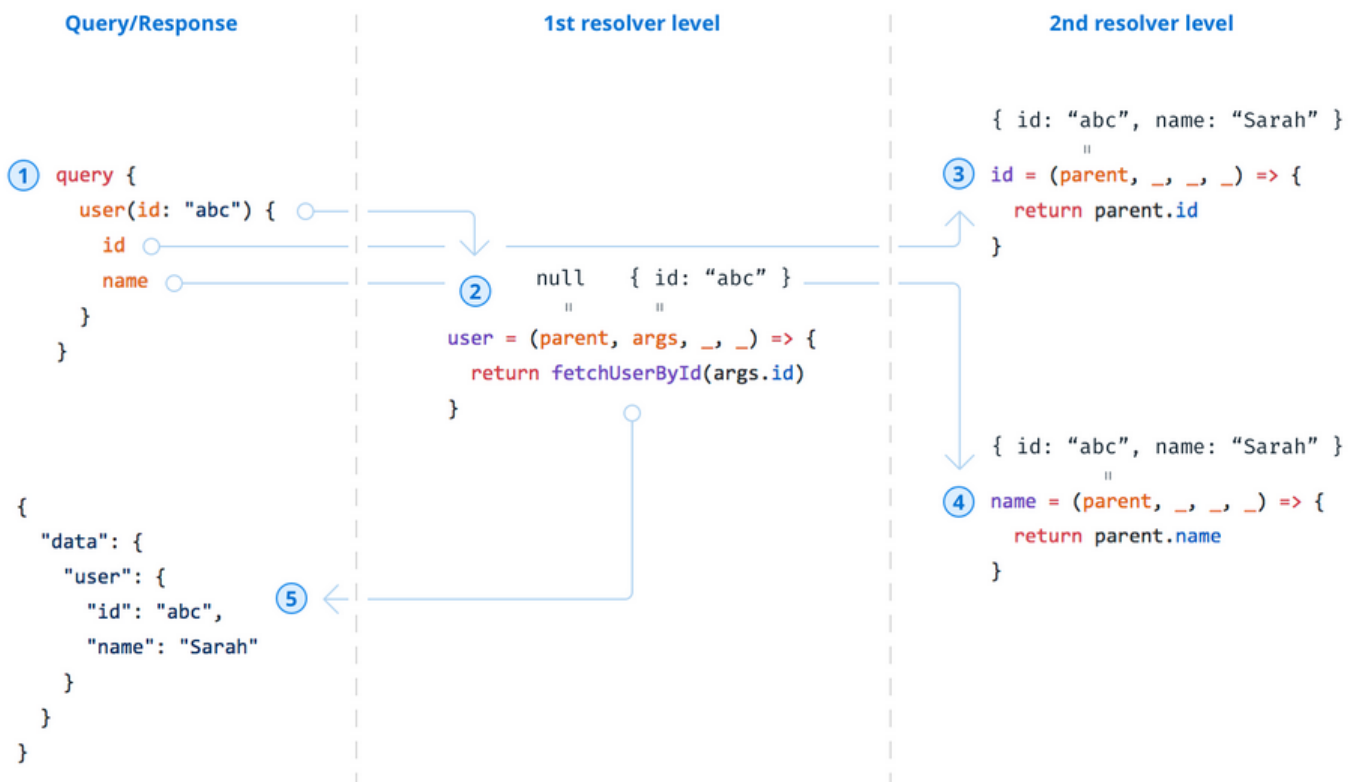 Query/Response
1st resolver level
2nd resolver level
1
query {
user(id: "abc") {
id
name
}
}
null { id: “abc” }
= =
2
user = (parent, args, _, _) => {
return fetchUserById(args.id)
}
{ id: “abc”, name: “Sarah” }
=
3
id = (parent, _, _, _) => {
return parent.id
}
{ id: “abc”, name: “Sarah” }
=
4
name = (parent, _, _, _) => {
return parent.name
}
{
"data": {
"user": {
5
"id": "abc",
"name": "Sarah"
}
}
}